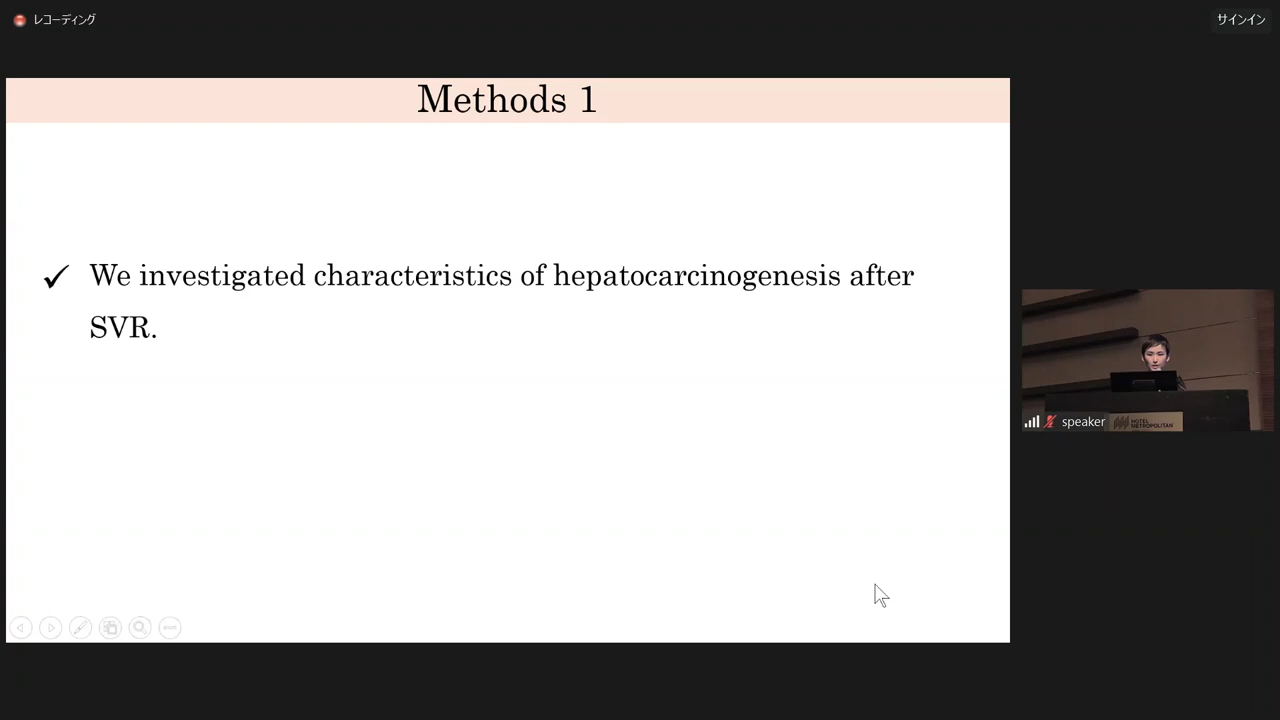 レコーディング
サインイン
Methods 1
✓ We investigated characteristics of hepatocarcinogenesis after
SVR.
speaker
HOTEL
METROPOLITAN